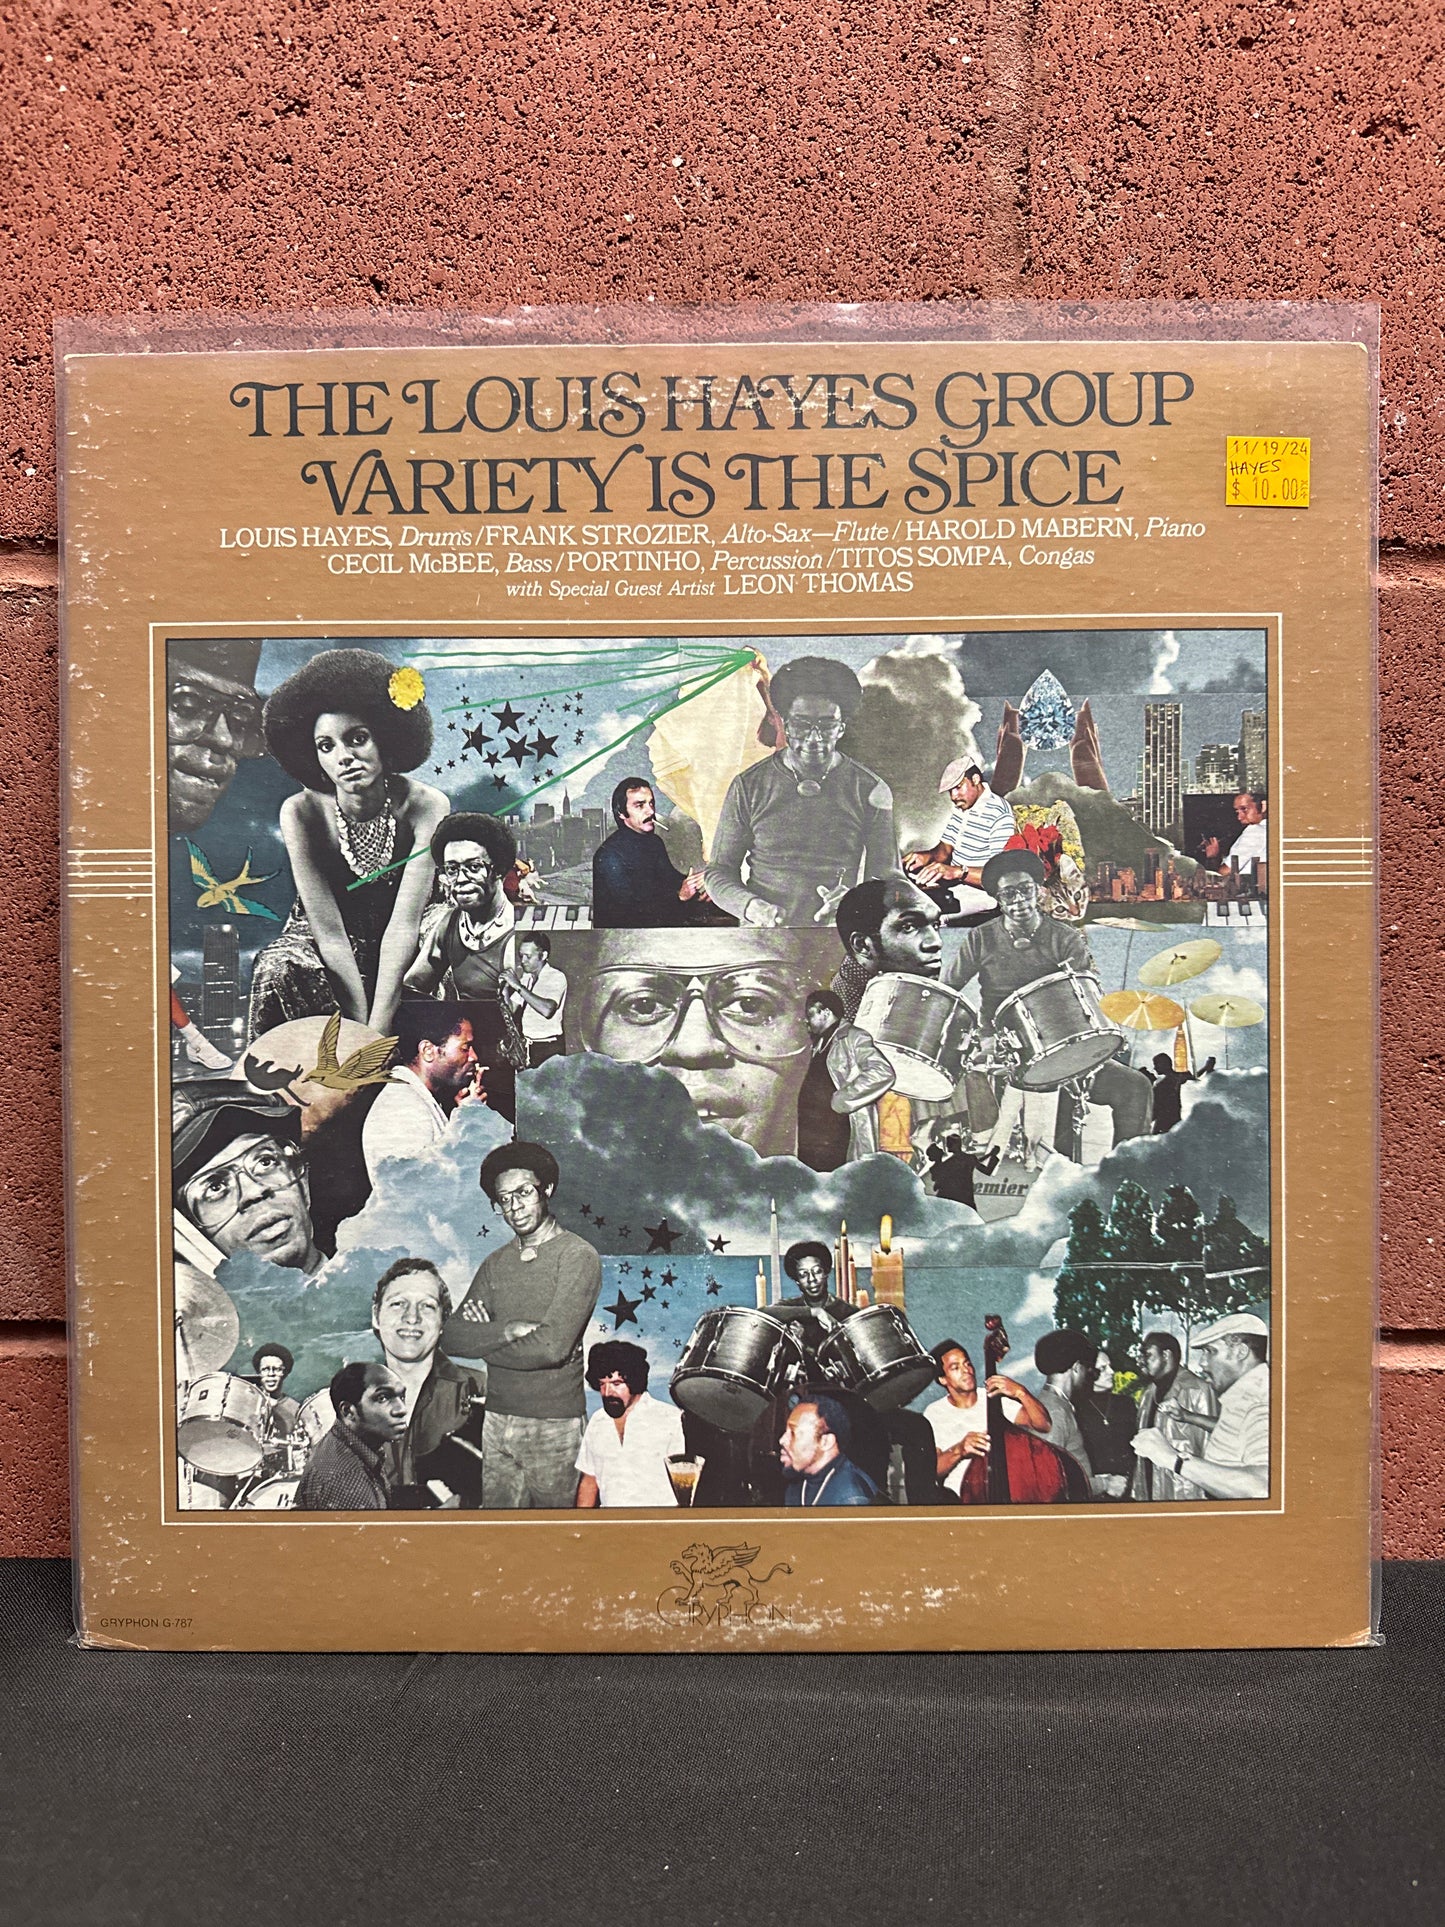 THE LOUIS HAYES GROUP
VARIETY IS THE SPICE
11/19/24
HAYES
$ 10.00
LOUIS HAYES, Drums/FRANK STROZIER, Alto-Sax—Flute/HAROLD MABERN, Piano
CECIL McBEE, Bass/PORTINHO, Percussion/TITOS SOMPA, Congas
with Special Guest Artist LEON THOMAS
emier
GRYPHON
GRYPHON G-787